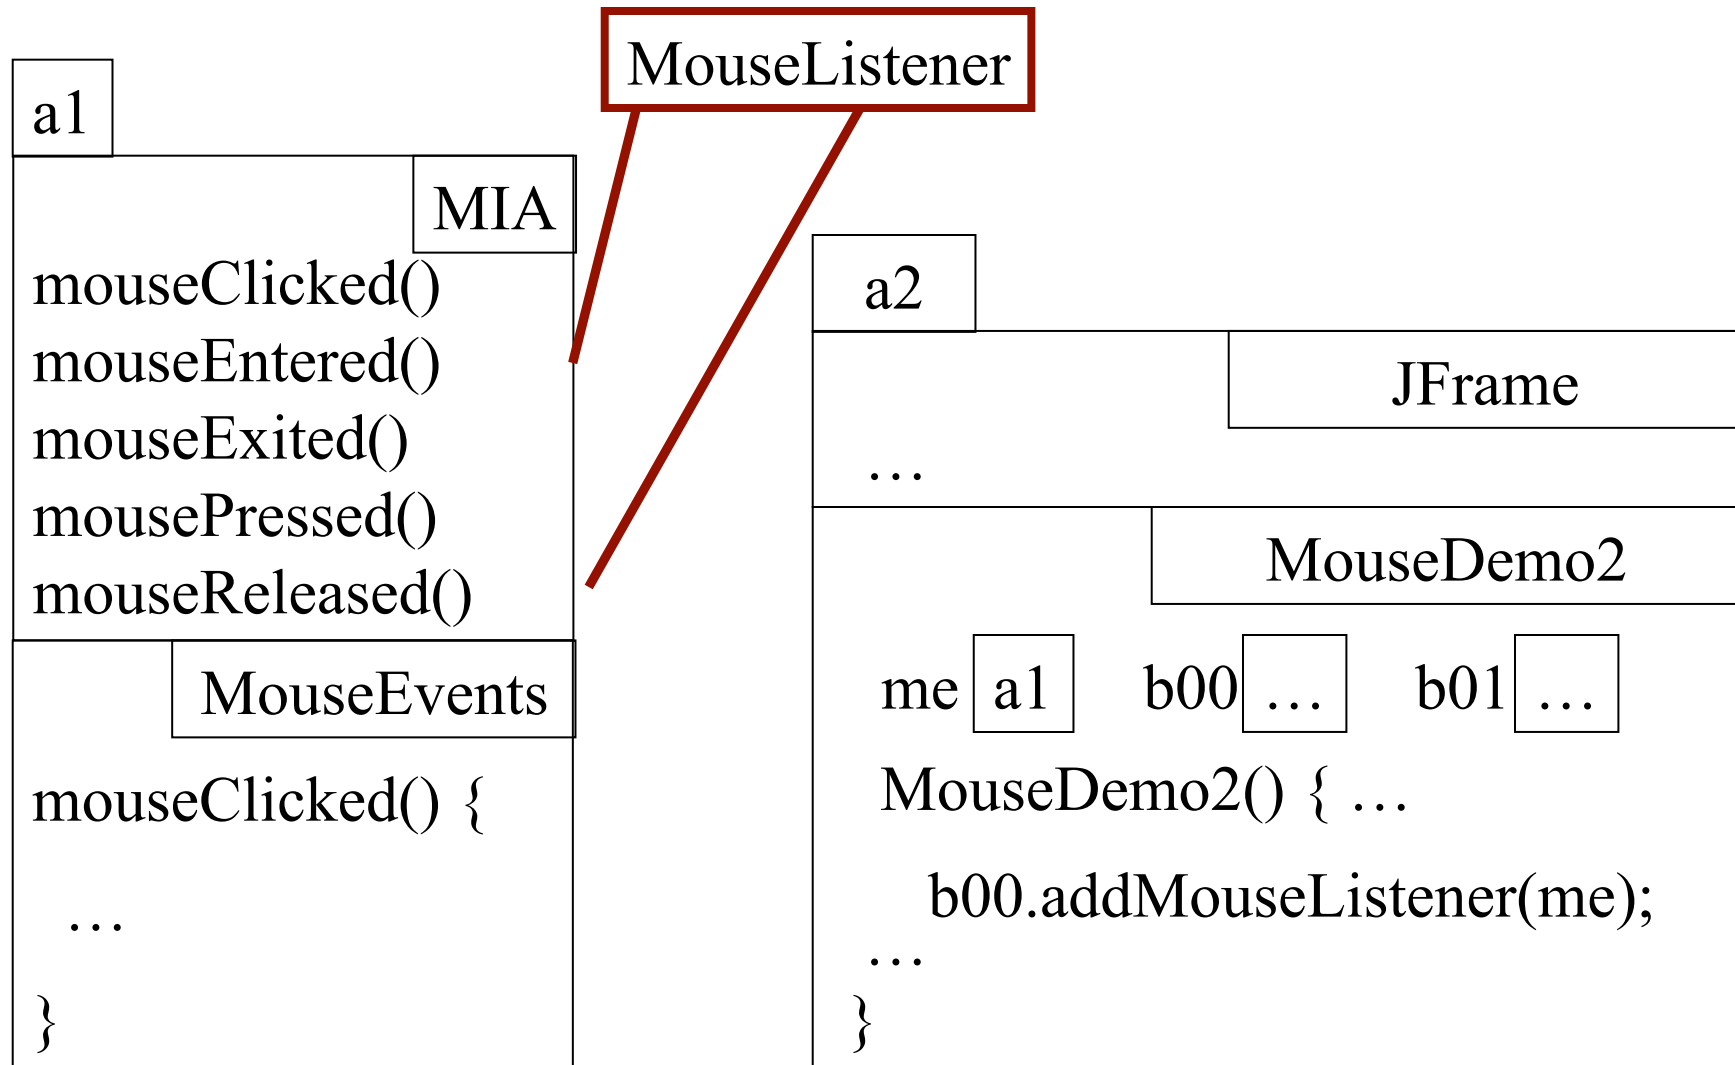 MouseListener
a1
MIA
mouseClicked()
mouseEntered()
mouseExited()
mousePressed()
mouseReleased()
MouseEvents
mouseClicked() {
…
}
a2
JFrame
…
MouseDemo2
me a1 b00 … b01 …
MouseDemo2() { …
b00.addMouseListener(me);
…
}